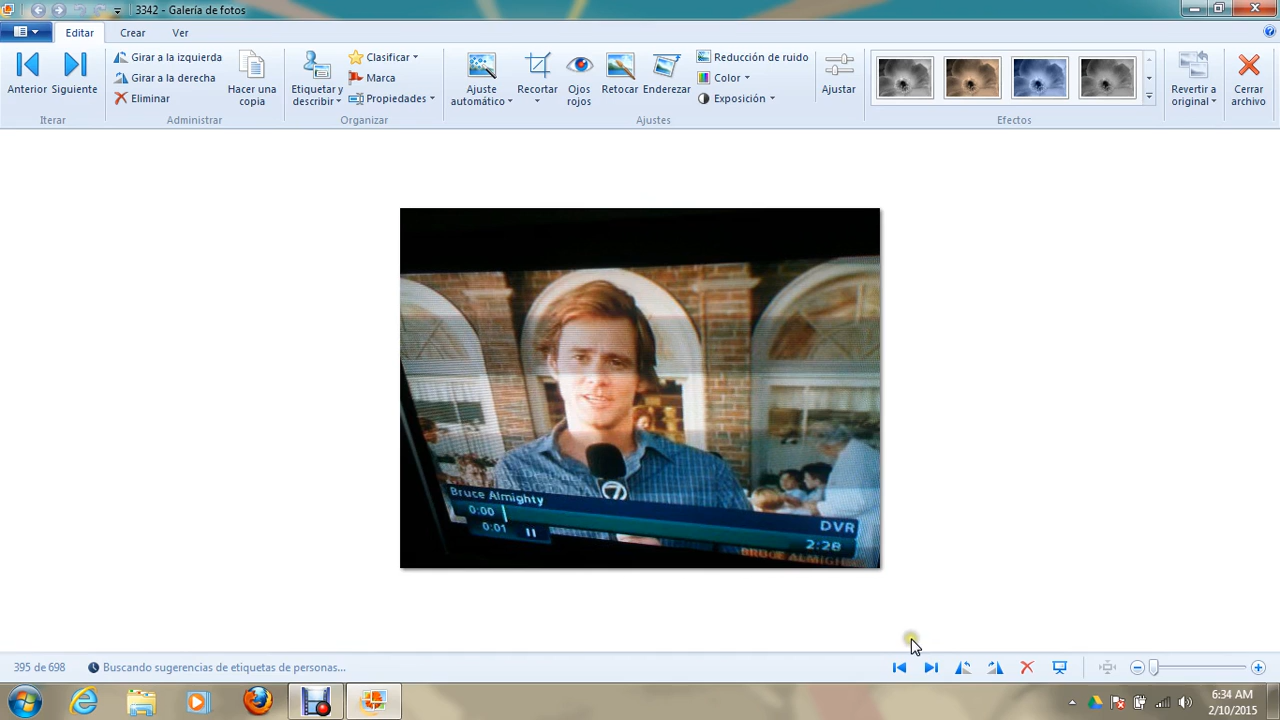 3342 - Galería de fotos
Editar Crear Ver
Anterior
Siguiente
Iterar
Girar a la izquierda
Girar a la derecha
Eliminar
Hacer una copia
Administrar
Etiquetar y describir
Clasificar
Marca
Propiedades
Organizar
Ajuste automático
Recortar
Ojos rojos
Retocar
Enderezar
Reducción de ruido
Color
Exposición
Ajustes
Ajustar
Efectos
Revertir a original
Cerrar archivo
7
Bruce Almighty
0:00
DVR
0:01
2:28
BRUCE ALMIGH
395 de 698
Buscando sugerencias de etiquetas de personas...
6:34 AM
2/10/2015